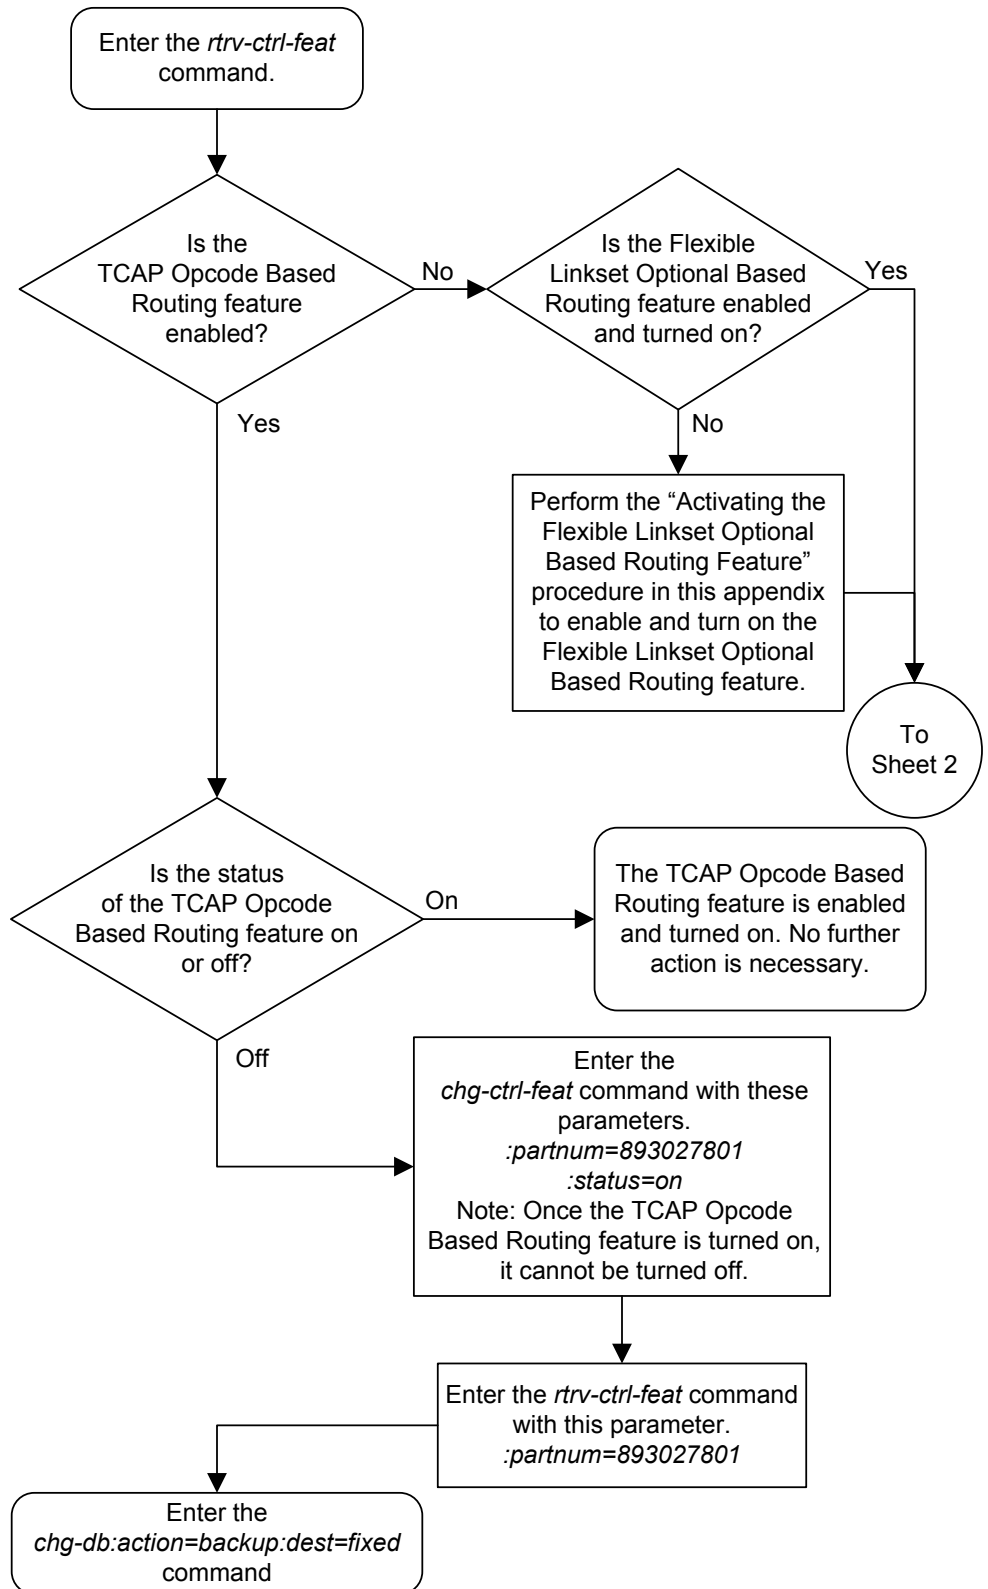 Enter the rtrv-ctrl-feat
command.
Is the
TCAP Opcode Based
Routing feature
enabled?
No
Is the Flexible
Linkset Optional Based
Routing feature enabled
and turned on?
Yes
Yes
No
Perform the “Activating the
Flexible Linkset Optional
Based Routing Feature”
procedure in this appendix
to enable and turn on the
Flexible Linkset Optional
Based Routing feature.
To
Sheet 2
Is the status
of the TCAP Opcode
Based Routing feature on
or off?
On
The TCAP Opcode Based
Routing feature is enabled
and turned on. No further
action is necessary.
Off
Enter the
chg-ctrl-feat command with these
parameters.
:partnum=893027801
:status=on
Note: Once the TCAP Opcode
Based Routing feature is turned on,
it cannot be turned off.
Enter the rtrv-ctrl-feat command
with this parameter.
:partnum=893027801
Enter the
chg-db:action=backup:dest=fixed
command